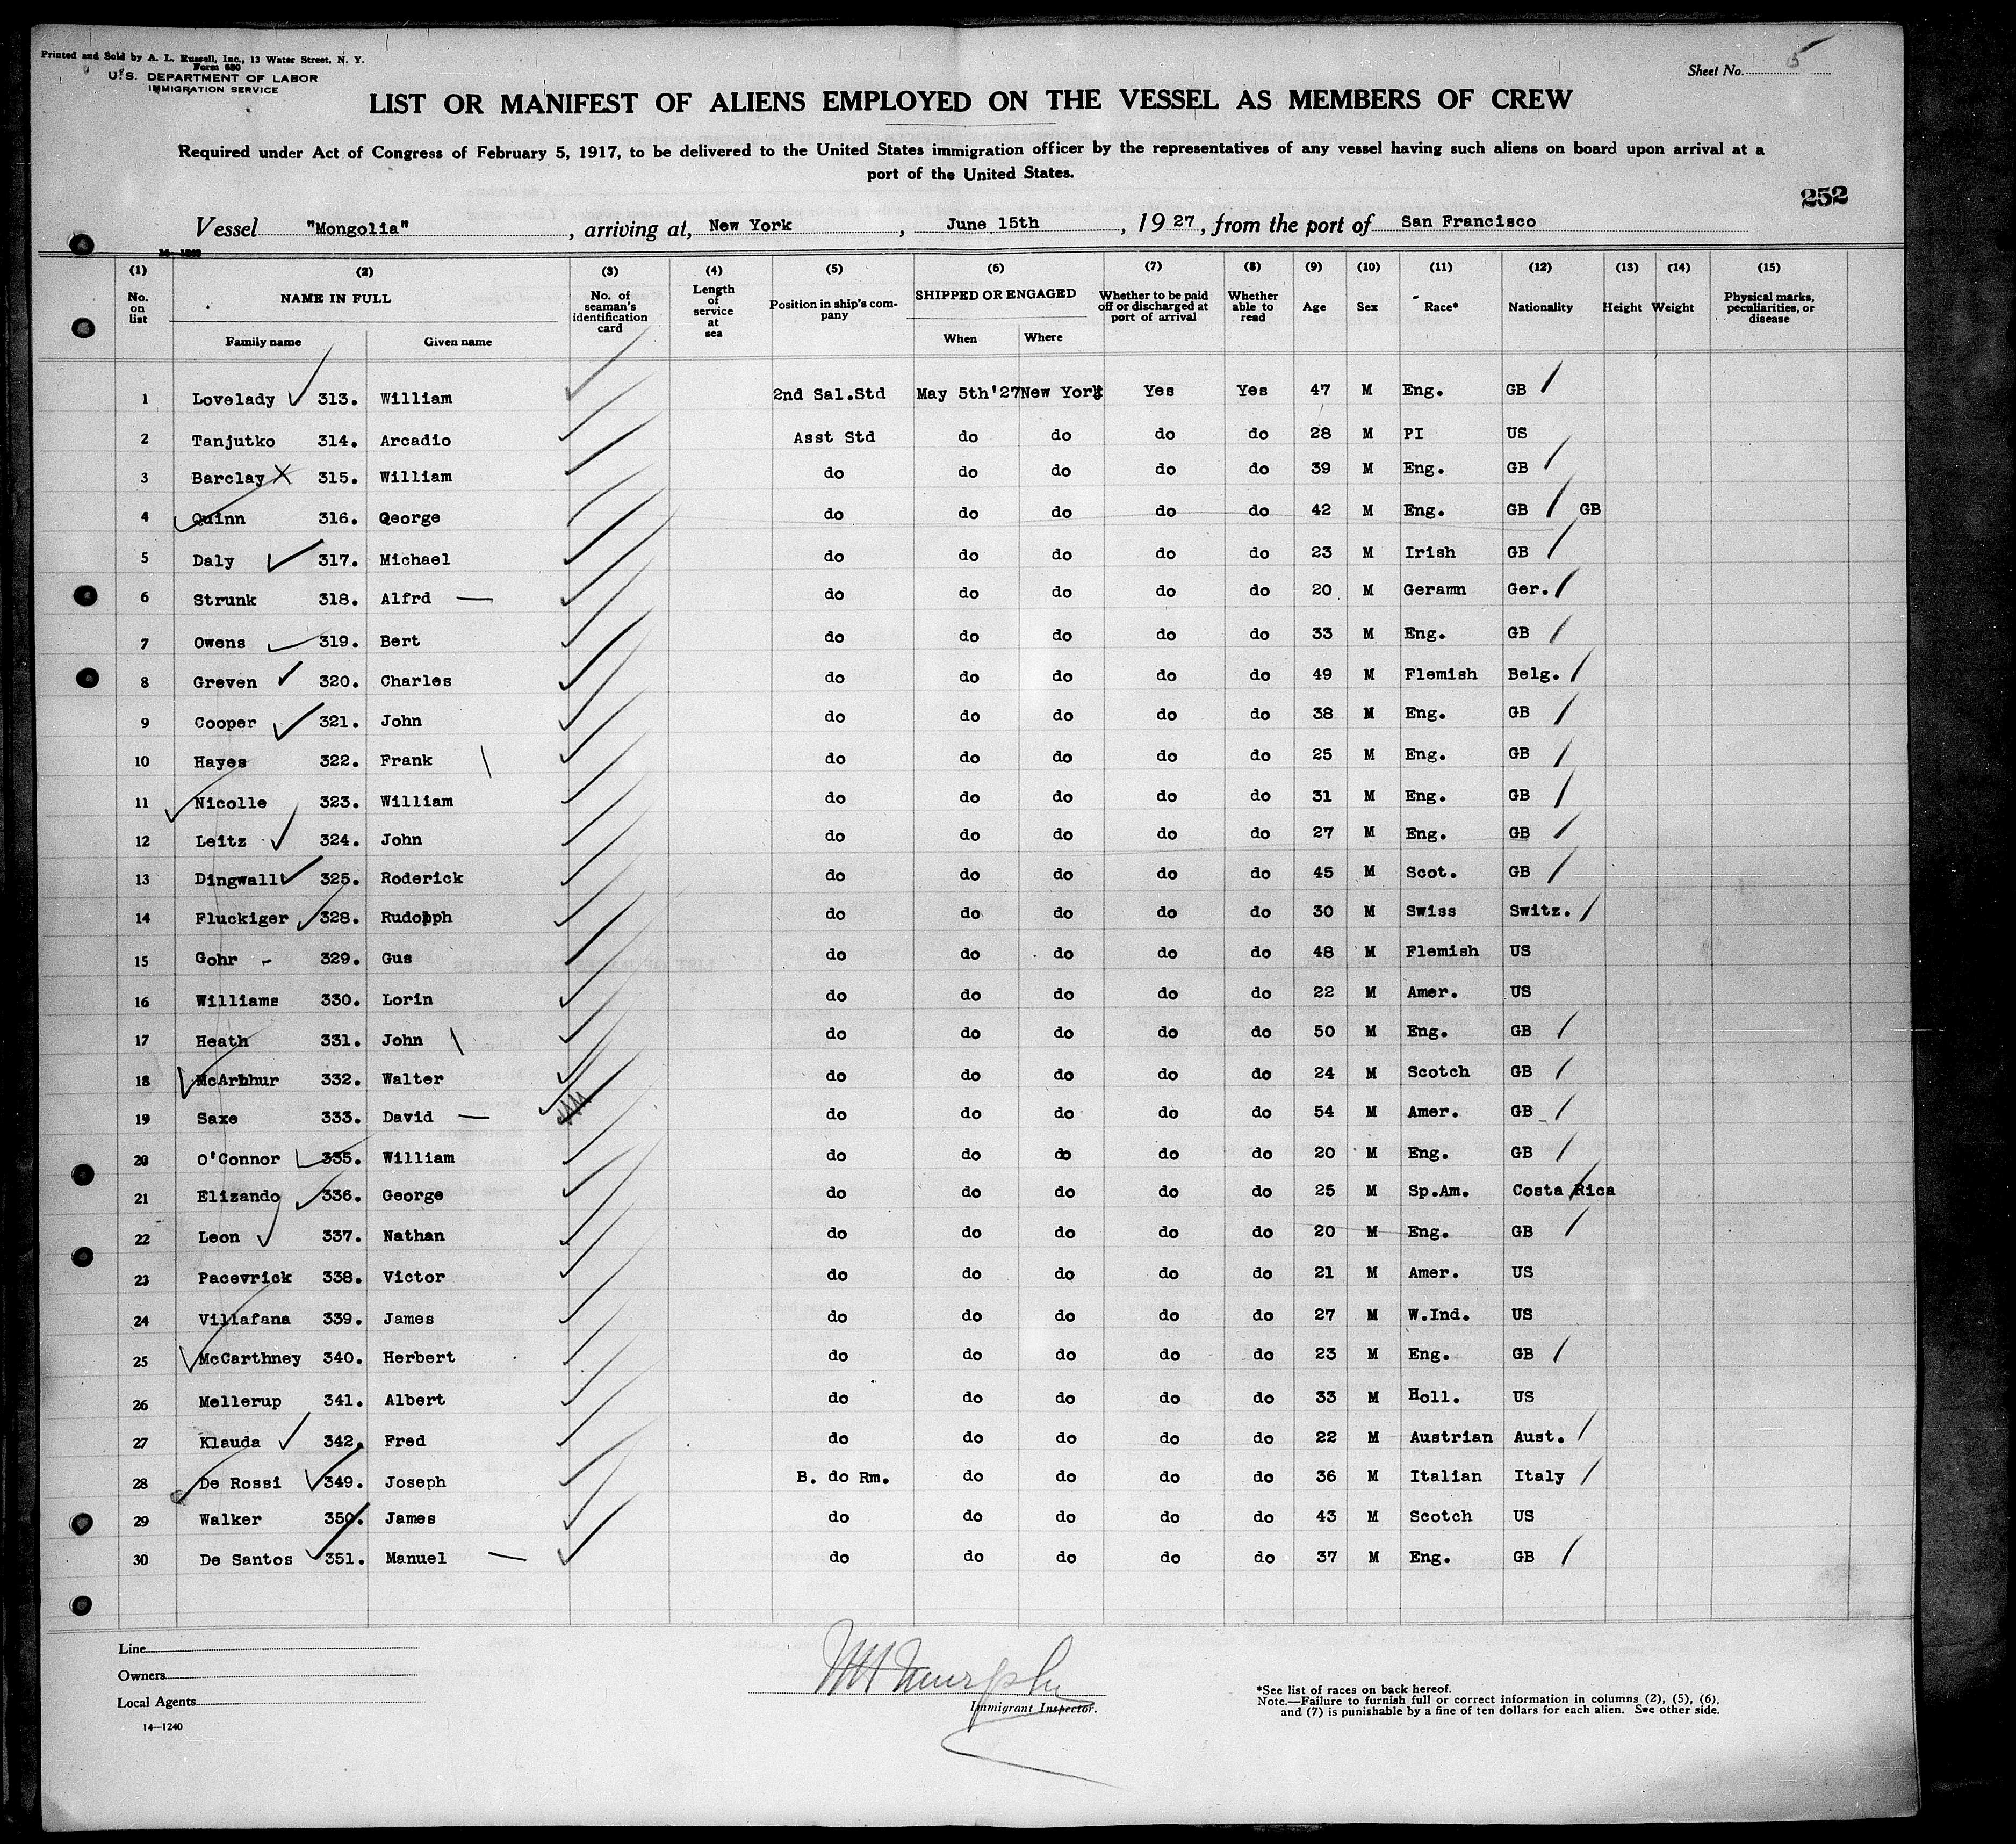 Printed and Sold by A. L. Russell, Inc., 13 Water Street, N. Y.
Form 680
U.S. DEPARTMENT OF LABOR
IMMIGRATION SERVICE
Sheet No. 5
LIST OR MANIFEST OF ALIENS EMPLOYED ON THE VESSEL AS MEMBERS OF CREW
Required under Act of Congress of February 5, 1917, to be delivered to the United States immigration officer by the representatives of any vessel having such aliens on board upon arrival at a
port of the United States.
252
Vessel "Mongolia", arriving at, New York, June 15th, 1927, from the port of San Francisco
(1) (2) (3) (4) (5) (6) (7) (8) (9) (10) (11) (12) (13) (14) (15)
No. on list NAME IN FULL Family name Given name No. of seaman's identification card Length of service at sea Position in ship's company SHIPPED OR ENGAGED When Where Whether to be paid off or discharged at port of arrival Whether able to read Age Sex Race* Nationality Height Weight Physical marks, peculiarities, or disease
1 Lovelady 313. William 2nd Sal.Std May 5th'27 New York Yes Yes 47 M Eng. GB
2 Tanjutko 314. Arcadio Asst Std do do do do 28 M PI US
3 Barclay 315. William do do do do do 39 M Eng. GB
4 Quinn 316. Qeorge do do do do do 42 M Eng. GB GB
5 Daly 317. Michael do do do do do 23 M Irish GB
6 Strunk 318. Alfrd do do do do do 20 M Geramn Ger.
7 Owens 319. Bert do do do do do 33 M Eng. GB
8 Greven 320. Charles do do do do do 49 M Flemish Belg.
9 Cooper 321. John do do do do do 38 M Eng. GB
10 Hayes 322. Frank do do do do do 25 M Eng. GB
11 Nicolle 323. William do do do do do 31 M Eng. GB
12 Leitz 324. John do do do do do 27 M Eng. GB
13 Dingwall 325. Roderick do do do do do 45 M Scot. GB
14 Fluckiger 328. Rudolph do do do do do 30 M Swiss Switz.
15 Gohr 329. Gus do do do do do 48 M Flemish US
16 Williams 330. Lorin do do do do do 22 M Amer. US
17 Heath 331. John do do do do do 50 M Eng. GB
18 McArhhur 332. Walter do do do do do 24 M Scotch GB
19 Saxe 333. David do do do do do 54 M Amer. GB
20 O'Connor 335. William do do do do do 20 M Eng. GB
21 Elizando 336. George do do do do do 25 M Sp.Am. Costa Rica
22 Leon 337. Nathan do do do do do 20 M Eng. GB
23 Pacevrick 338. Victor do do do do do 21 M Amer. US
24 Villafana 339. James do do do do do 27 M W.Ind. US
25 McCarthney 340. Herbert do do do do do 23 M Eng. GB
26 Mellerup 341. Albert do do do do do 33 M Holl. US
27 Klauda 342. Fred do do do do do 22 M Austrian Aust.
28 De Rossi 349. Joseph B. do Rm. do do do do 36 M Italian Italy
29 Walker 350. James do do do do do 43 M Scotch US
30 De Santos 351. Manuel do do do do do 37 M Eng. GB
Line
Owners
Local Agents
14—1240
Murphy
Immigrant Inspector.
*See list of races on back hereof.
Note.—Failure to furnish full or correct information in columns (2), (5), (6),
and (7) is punishable by a fine of ten dollars for each alien. See other side.